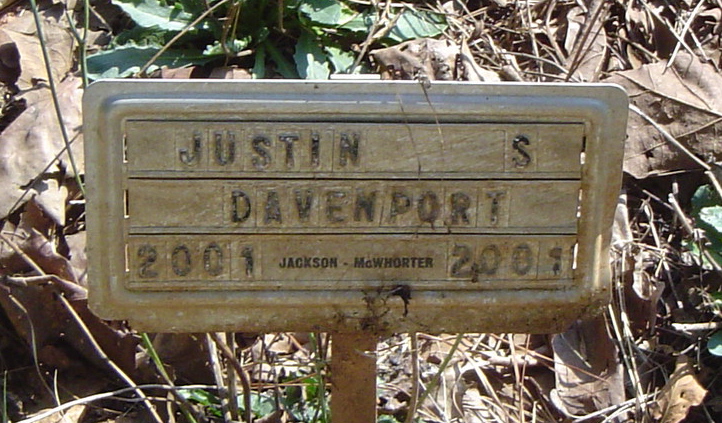 JUSTIN S
DAVENPORT
2001 JACKSON - McWHORTER 2001